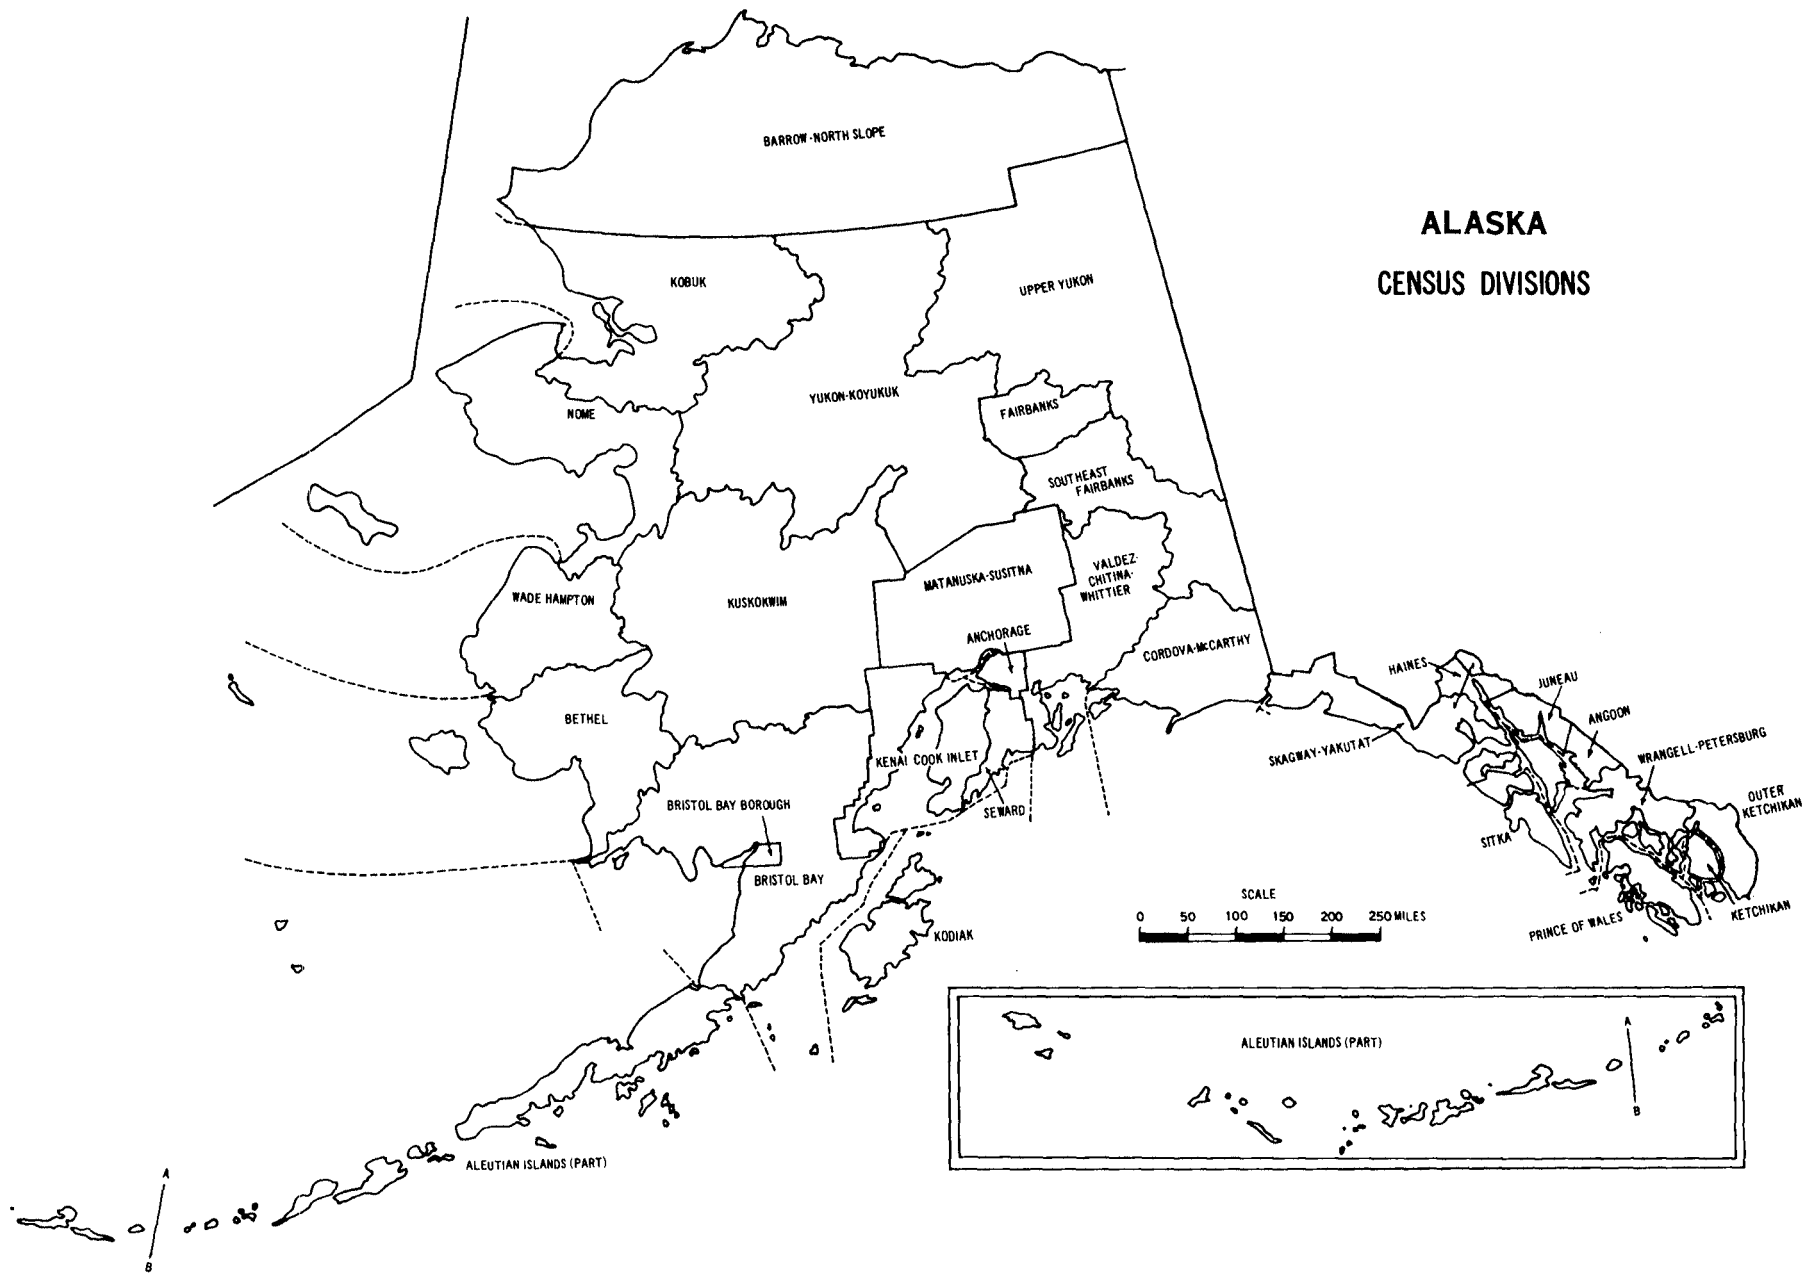 ALASKA
CENSUS DIVISIONS
BARROW-NORTH SLOPE
KOBUK
UPPER YUKON
YUKON-KOYUKUK
NOME
FAIRBANKS
SOUTHEAST
FAIRBANKS
WADE HAMPTON
KUSKOKWIM
MATANUSKA-SUSITNA
VALDEZ-
CHITINA-
WHITTIER
ANCHORAGE
CORDOVA-McCARTHY
HAINES
JUNEAU
ANGOON
SKAGWAY-YAKUTAT
WRANGELL-PETERSBURG
OUTER
KETCHIKAN
SITKA
PRINCE OF WALES
KETCHIKAN
BETHEL
KENAI COOK INLET
SEWARD
BRISTOL BAY BOROUGH
BRISTOL BAY
KODIAK
SCALE
0 50 100 150 200 250 MILES
ALEUTIAN ISLANDS (PART)
A
B
ALEUTIAN ISLANDS (PART)
A
B